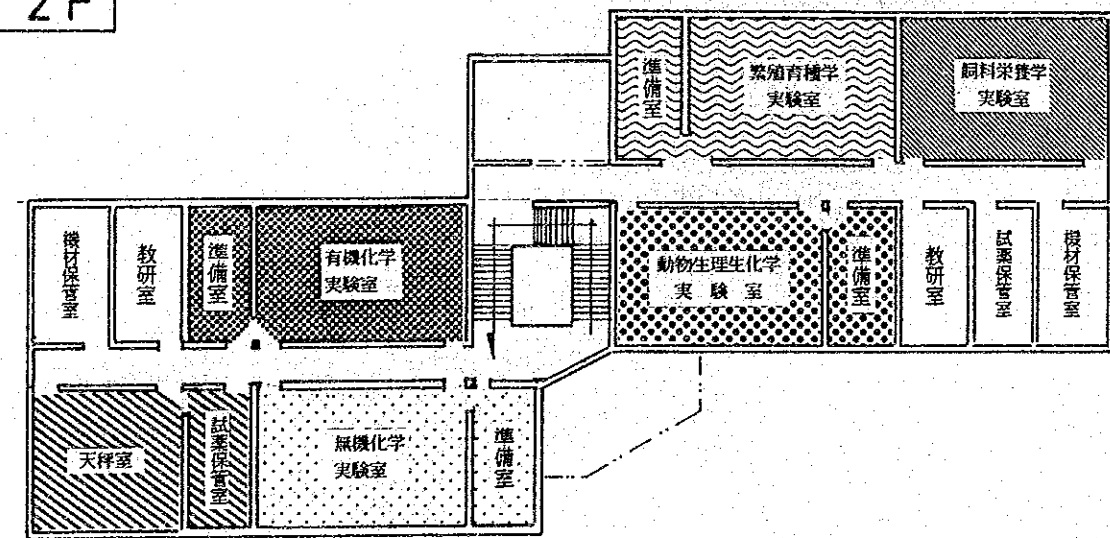 2F
準備室
繁殖育種学
実験室
飼料栄養学
実験室
機材保管室
教研室
準備室
有機化学
実験室
動物生理生化学
実験室
準備室
教研室
試薬保管室
機材保管室
天秤室
試薬保管室
無機化学
実験室
準備室